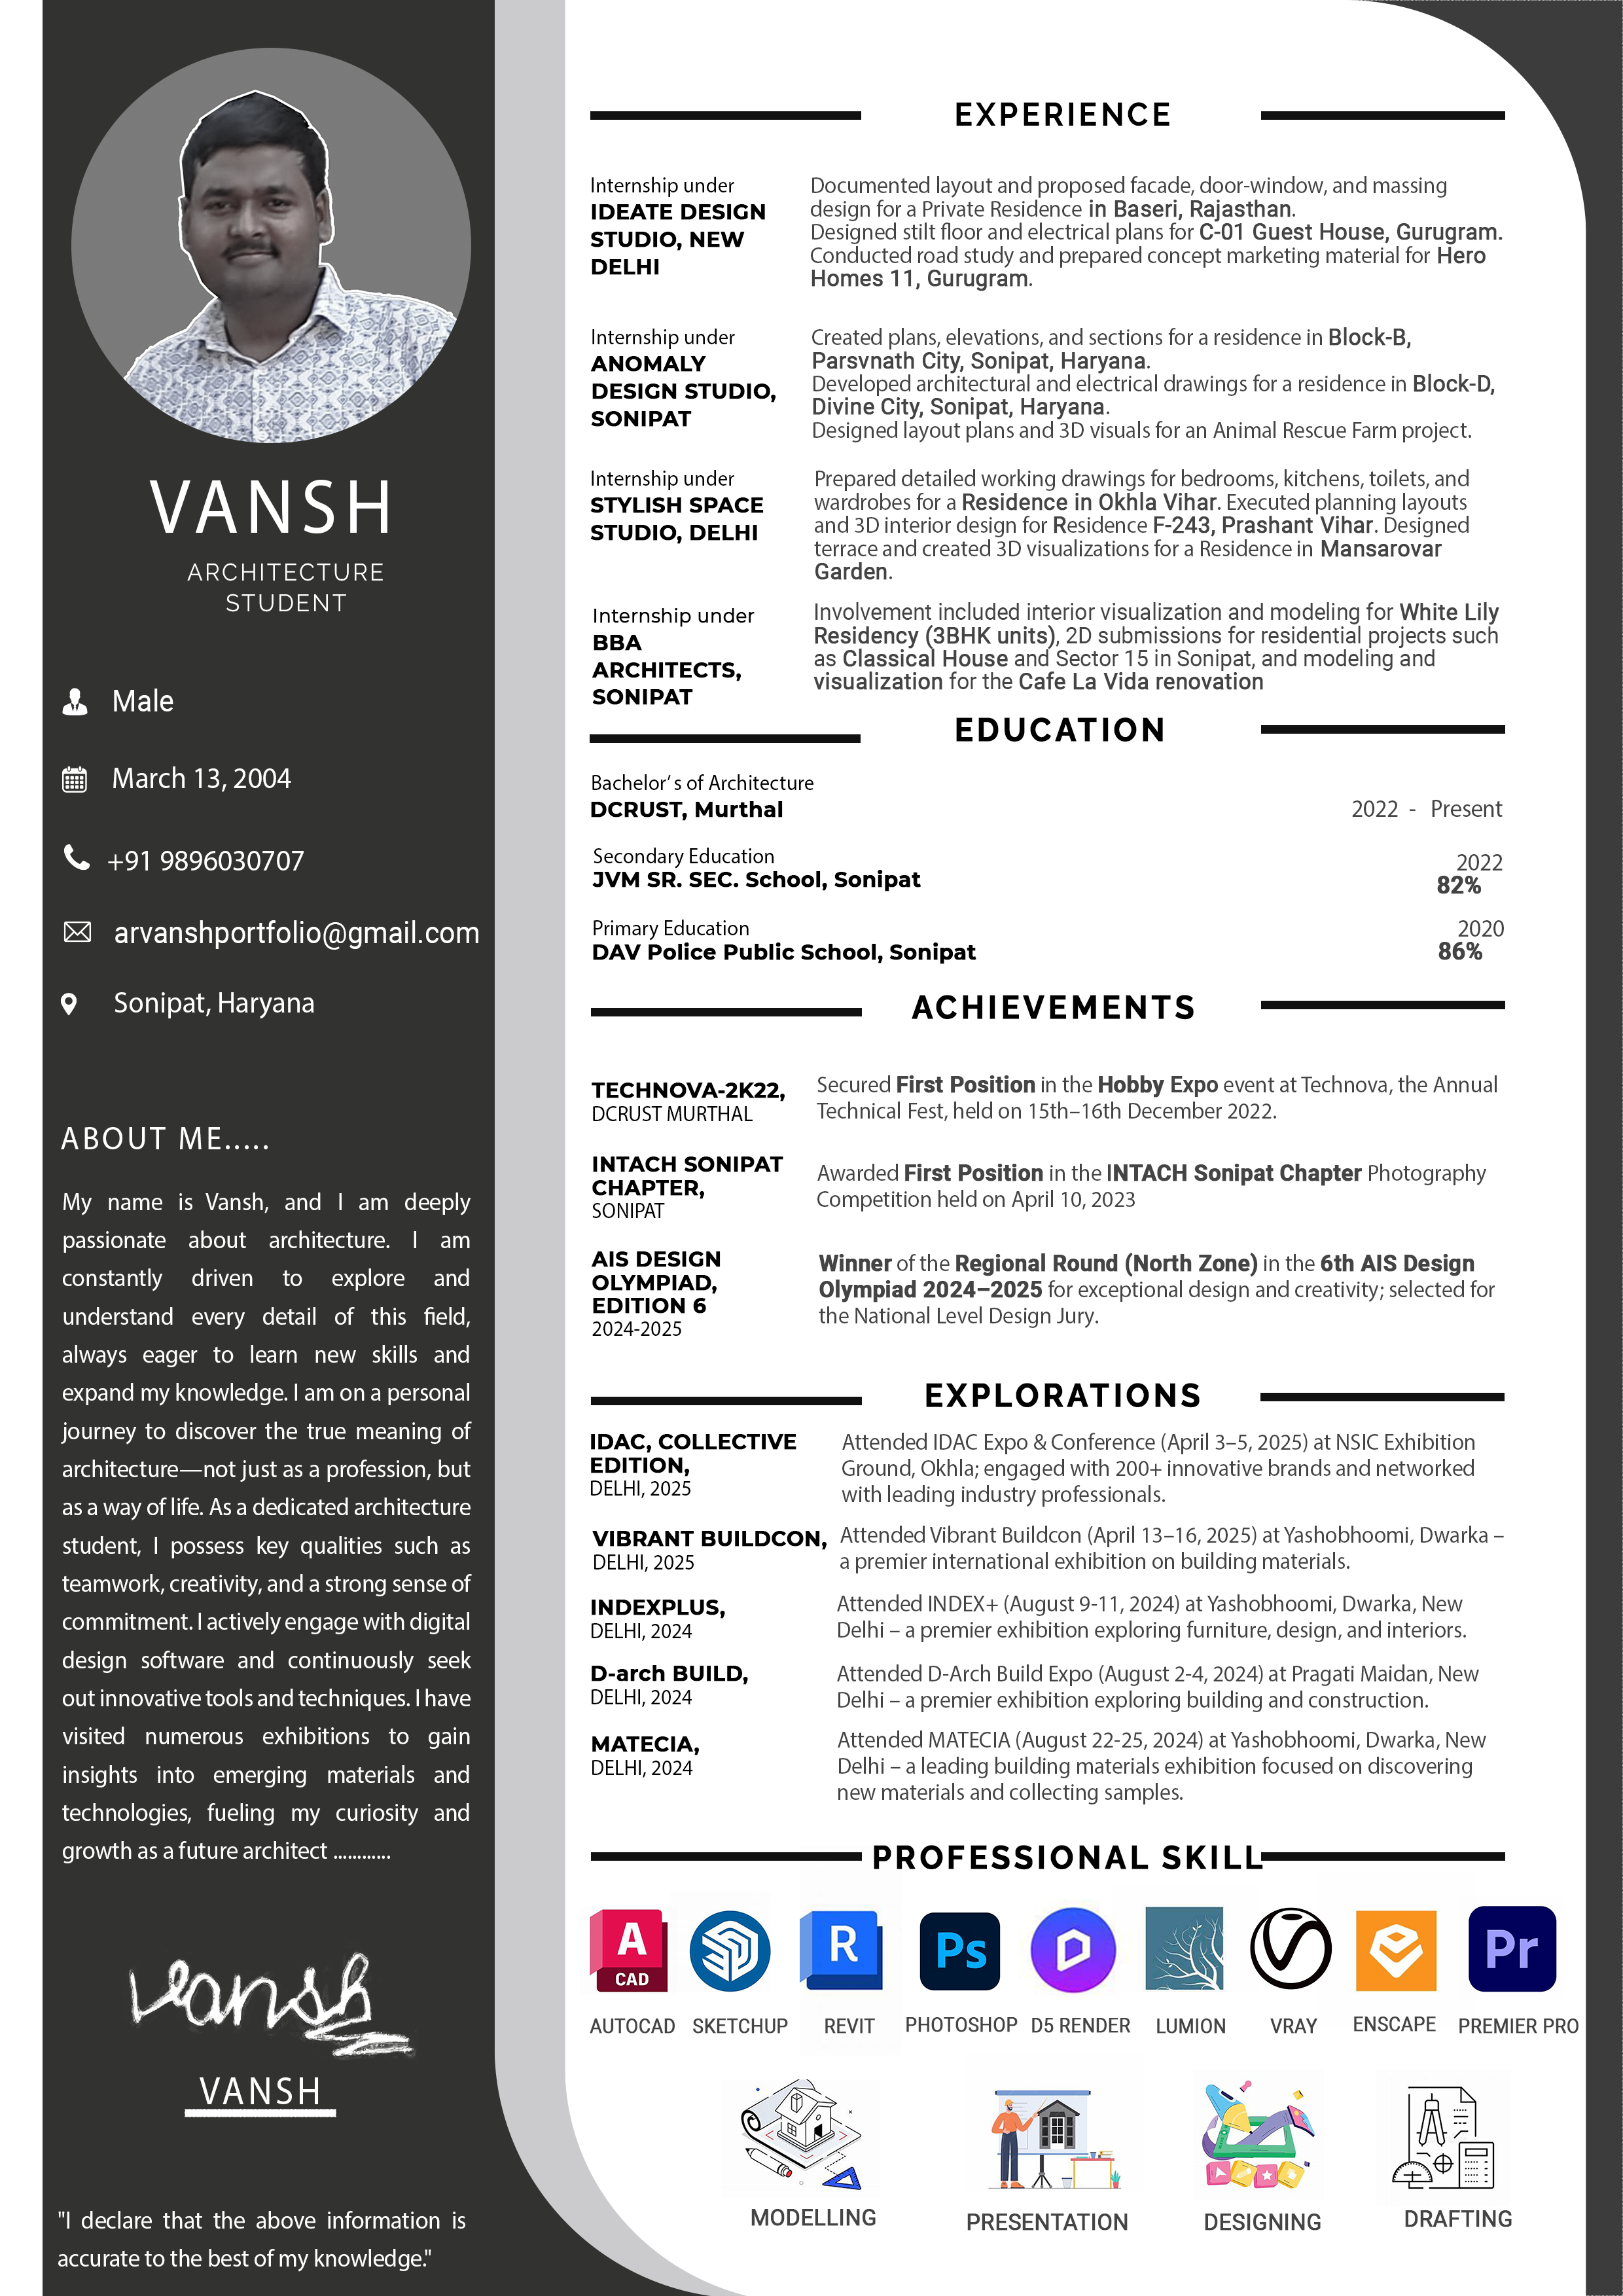 VANSH
ARCHITECTURE
STUDENT
Male
March 13, 2004
+91 9896030707
arvanshportfolio@gmail.com
Sonipat, Haryana
ABOUT ME.....
My name is Vansh, and I am deeply
passionate about architecture. I am
constantly driven to explore and
understand every detail of this field,
always eager to learn new skills and
expand my knowledge. I am on a personal
journey to discover the true meaning of
architecture—not just as a profession, but
as a way of life. As a dedicated architecture
student, I possess key qualities such as
teamwork, creativity, and a strong sense of
commitment. I actively engage with digital
design software and continuously seek
out innovative tools and techniques. I have
visited numerous exhibitions to gain
insights into emerging materials and
technologies, fueling my curiosity and
growth as a future architect ............
vansh
VANSH
"I declare that the above information is
accurate to the best of my knowledge."
EXPERIENCE
Internship under
IDEATE DESIGN
STUDIO, NEW
DELHI
Documented layout and proposed facade, door-window, and massing
design for a Private Residence in Baseri, Rajasthan.
Designed stilt floor and electrical plans for C-01 Guest House, Gurugram.
Conducted road study and prepared concept marketing material for Hero
Homes 11, Gurugram.
Internship under
ANOMALY
DESIGN STUDIO,
SONIPAT
Created plans, elevations, and sections for a residence in Block-B,
Parsvnath City, Sonipat, Haryana.
Developed architectural and electrical drawings for a residence in Block-D,
Divine City, Sonipat, Haryana.
Designed layout plans and 3D visuals for an Animal Rescue Farm project.
Internship under
STYLISH SPACE
STUDIO, DELHI
Prepared detailed working drawings for bedrooms, kitchens, toilets, and
wardrobes for a Residence in Okhla Vihar. Executed planning layouts
and 3D interior design for Residence F-243, Prashant Vihar. Designed
terrace and created 3D visualizations for a Residence in Mansarovar
Garden.
Internship under
BBA
ARCHITECTS,
SONIPAT
Involvement included interior visualization and modeling for White Lily
Residency (3BHK units), 2D submissions for residential projects such
as Classical House and Sector 15 in Sonipat, and modeling and
visualization for the Cafe La Vida renovation
EDUCATION
Bachelor's of Architecture
DCRUST, Murthal
2022 - Present
Secondary Education
JVM SR. SEC. School, Sonipat
2022
82%
Primary Education
DAV Police Public School, Sonipat
2020
86%
ACHIEVEMENTS
TECHNOVA-2K22,
DCRUST MURTHAL
Secured First Position in the Hobby Expo event at Technova, the Annual
Technical Fest, held on 15th–16th December 2022.
INTACH SONIPAT
CHAPTER,
SONIPAT
Awarded First Position in the INTACH Sonipat Chapter Photography
Competition held on April 10, 2023
AIS DESIGN
OLYMPIAD,
EDITION 6
2024-2025
Winner of the Regional Round (North Zone) in the 6th AIS Design
Olympiad 2024–2025 for exceptional design and creativity; selected for
the National Level Design Jury.
EXPLORATIONS
IDAC, COLLECTIVE
EDITION,
DELHI, 2025
Attended IDAC Expo & Conference (April 3–5, 2025) at NSIC Exhibition
Ground, Okhla; engaged with 200+ innovative brands and networked
with leading industry professionals.
VIBRANT BUILDCON,
DELHI, 2025
Attended Vibrant Buildcon (April 13–16, 2025) at Yashobhoomi, Dwarka –
a premier international exhibition on building materials.
INDEXPLUS,
DELHI, 2024
Attended INDEX+ (August 9-11, 2024) at Yashobhoomi, Dwarka, New
Delhi – a premier exhibition exploring furniture, design, and interiors.
D-arch BUILD,
DELHI, 2024
Attended D-Arch Build Expo (August 2-4, 2024) at Pragati Maidan, New
Delhi – a premier exhibition exploring building and construction.
MATECIA,
DELHI, 2024
Attended MATECIA (August 22-25, 2024) at Yashobhoomi, Dwarka, New
Delhi – a leading building materials exhibition focused on discovering
new materials and collecting samples.
PROFESSIONAL SKILL
A CAD R Ps Pr
AUTOCAD SKETCHUP REVIT PHOTOSHOP D5 RENDER LUMION VRAY ENSCAPE PREMIER PRO
MODELLING PRESENTATION DESIGNING DRAFTING